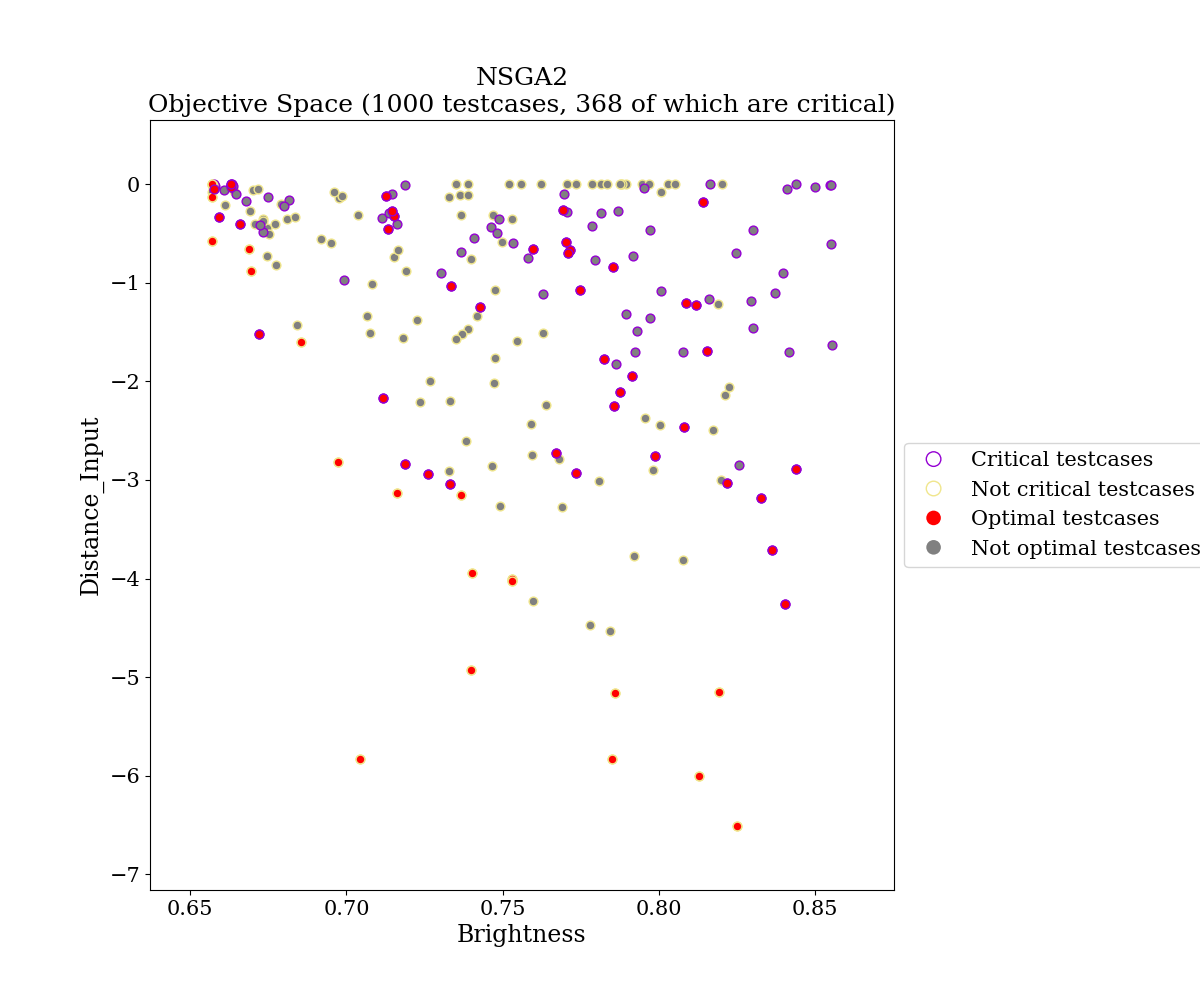 NSGA2
Objective Space (1000 testcases, 368 of which are critical)
0
−1
−2
−3
−4
−5
−6
−7
Distance_Input
0.65 0.70 0.75 0.80 0.85
Brightness
Critical testcases
Not critical testcases
Optimal testcases
Not optimal testcases